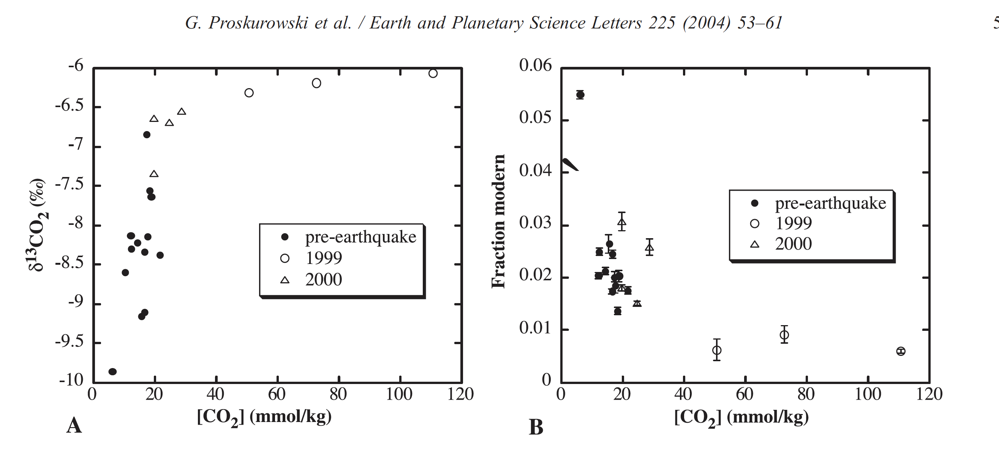 G. Proskurowski et al. / Earth and Planetary Science Letters 225 (2004) 53–61
-6
-6.5
-7
-7.5
-8
-8.5
-9
-9.5
-10
0 20 40 60 80 100 120
δ13CO2 (‰)
[CO2] (mmol/kg)
pre-earthquake
1999
2000
A
0.06
0.05
0.04
0.03
0.02
0.01
0
0 20 40 60 80 100 120
Fraction modern
[CO2] (mmol/kg)
pre-earthquake
1999
2000
B